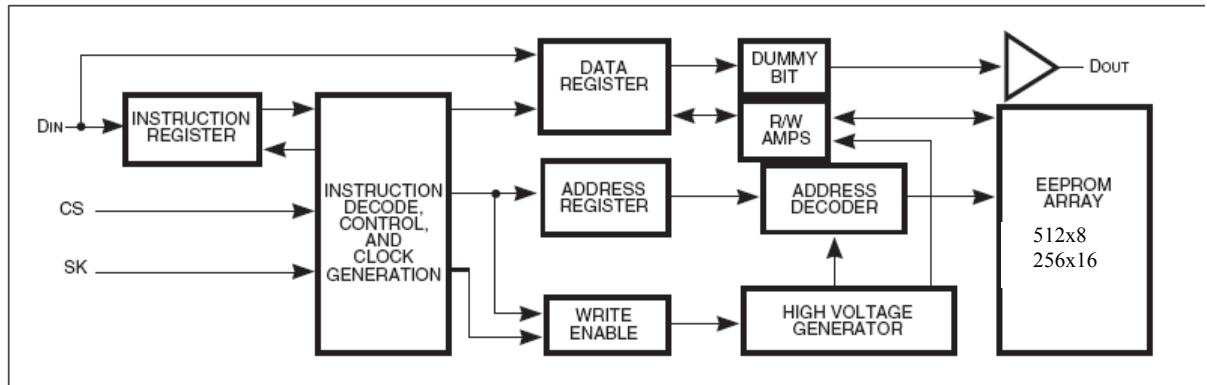 DIN
INSTRUCTION
REGISTER
CS
SK
INSTRUCTION
DECODE,
CONTROL,
AND
CLOCK
GENERATION
DATA
REGISTER
ADDRESS
REGISTER
WRITE
ENABLE
DUMMY
BIT
R/W
AMPS
ADDRESS
DECODER
HIGH VOLTAGE
GENERATOR
DOUT
EEPROM
ARRAY
512x8
256x16